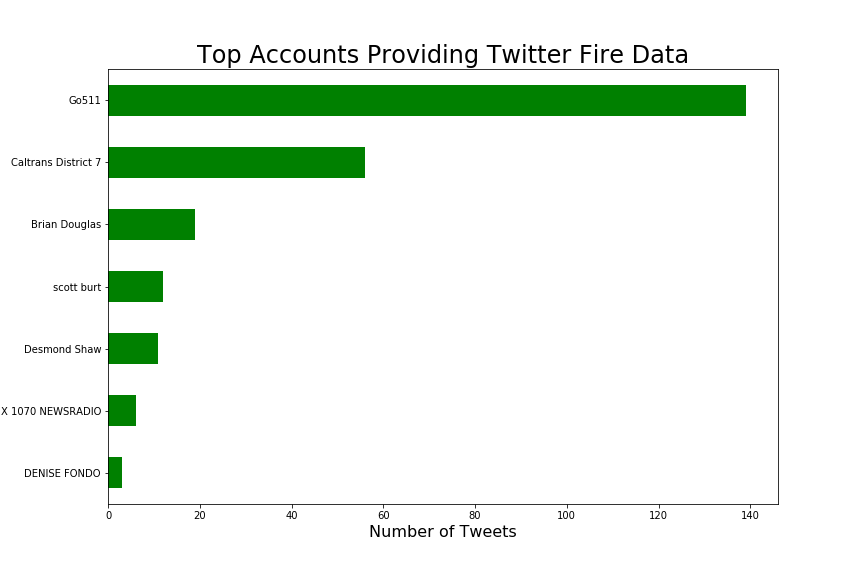 Top Accounts Providing Twitter Fire Data
Go511
Caltrans District 7
Brian Douglas
scott burt
Desmond Shaw
X 1070 NEWSRADIO
DENISE FONDO
0 20 40 60 80 100 120 140
Number of Tweets